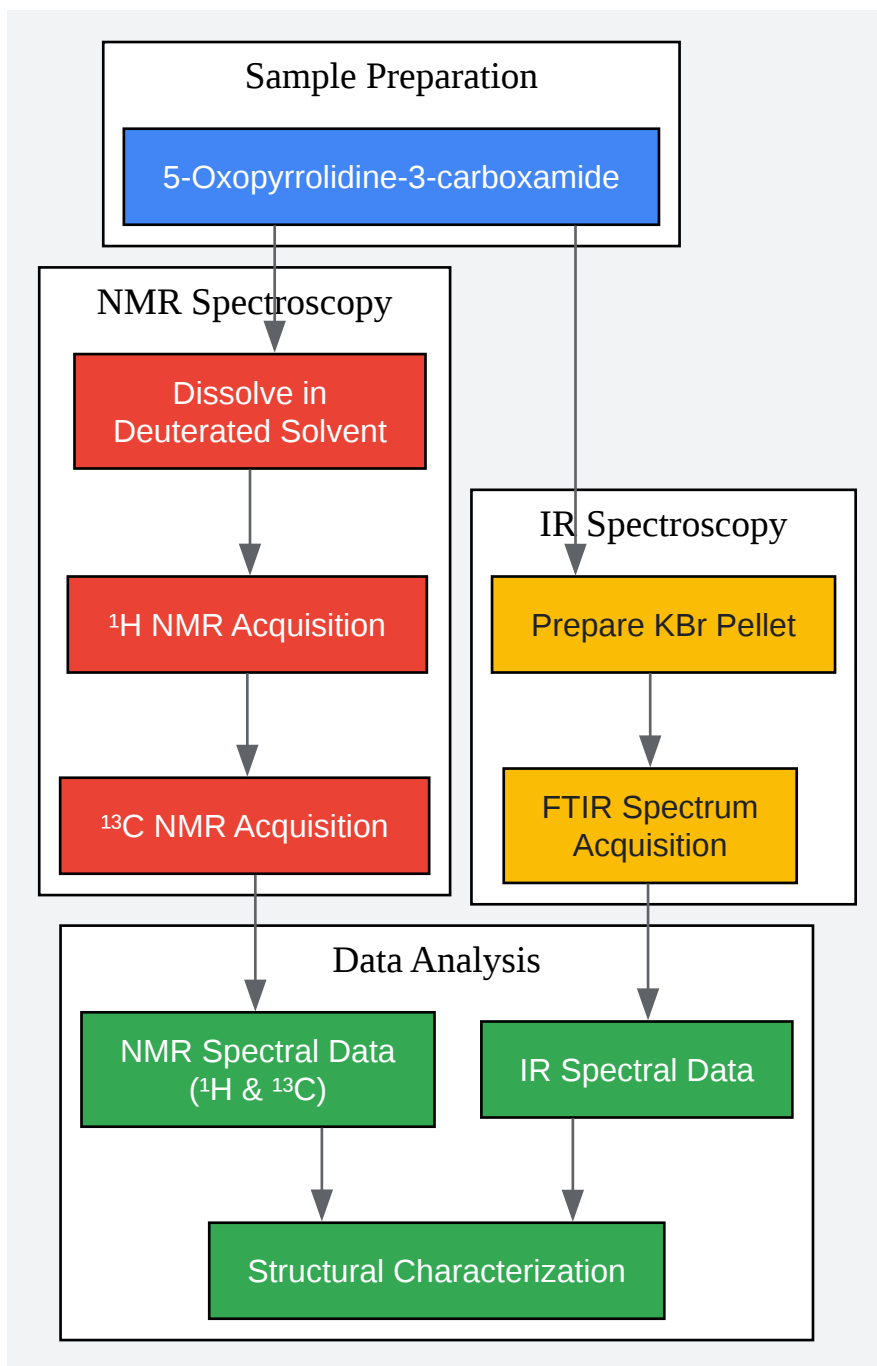 Sample Preparation
5-Oxopyrrolidine-3-carboxamide
NMR Spectroscopy
Dissolve in
Deuterated Solvent
¹H NMR Acquisition
¹³C NMR Acquisition
IR Spectroscopy
Prepare KBr Pellet
FTIR Spectrum
Acquisition
Data Analysis
NMR Spectral Data
(¹H & ¹³C)
IR Spectral Data
Structural Characterization